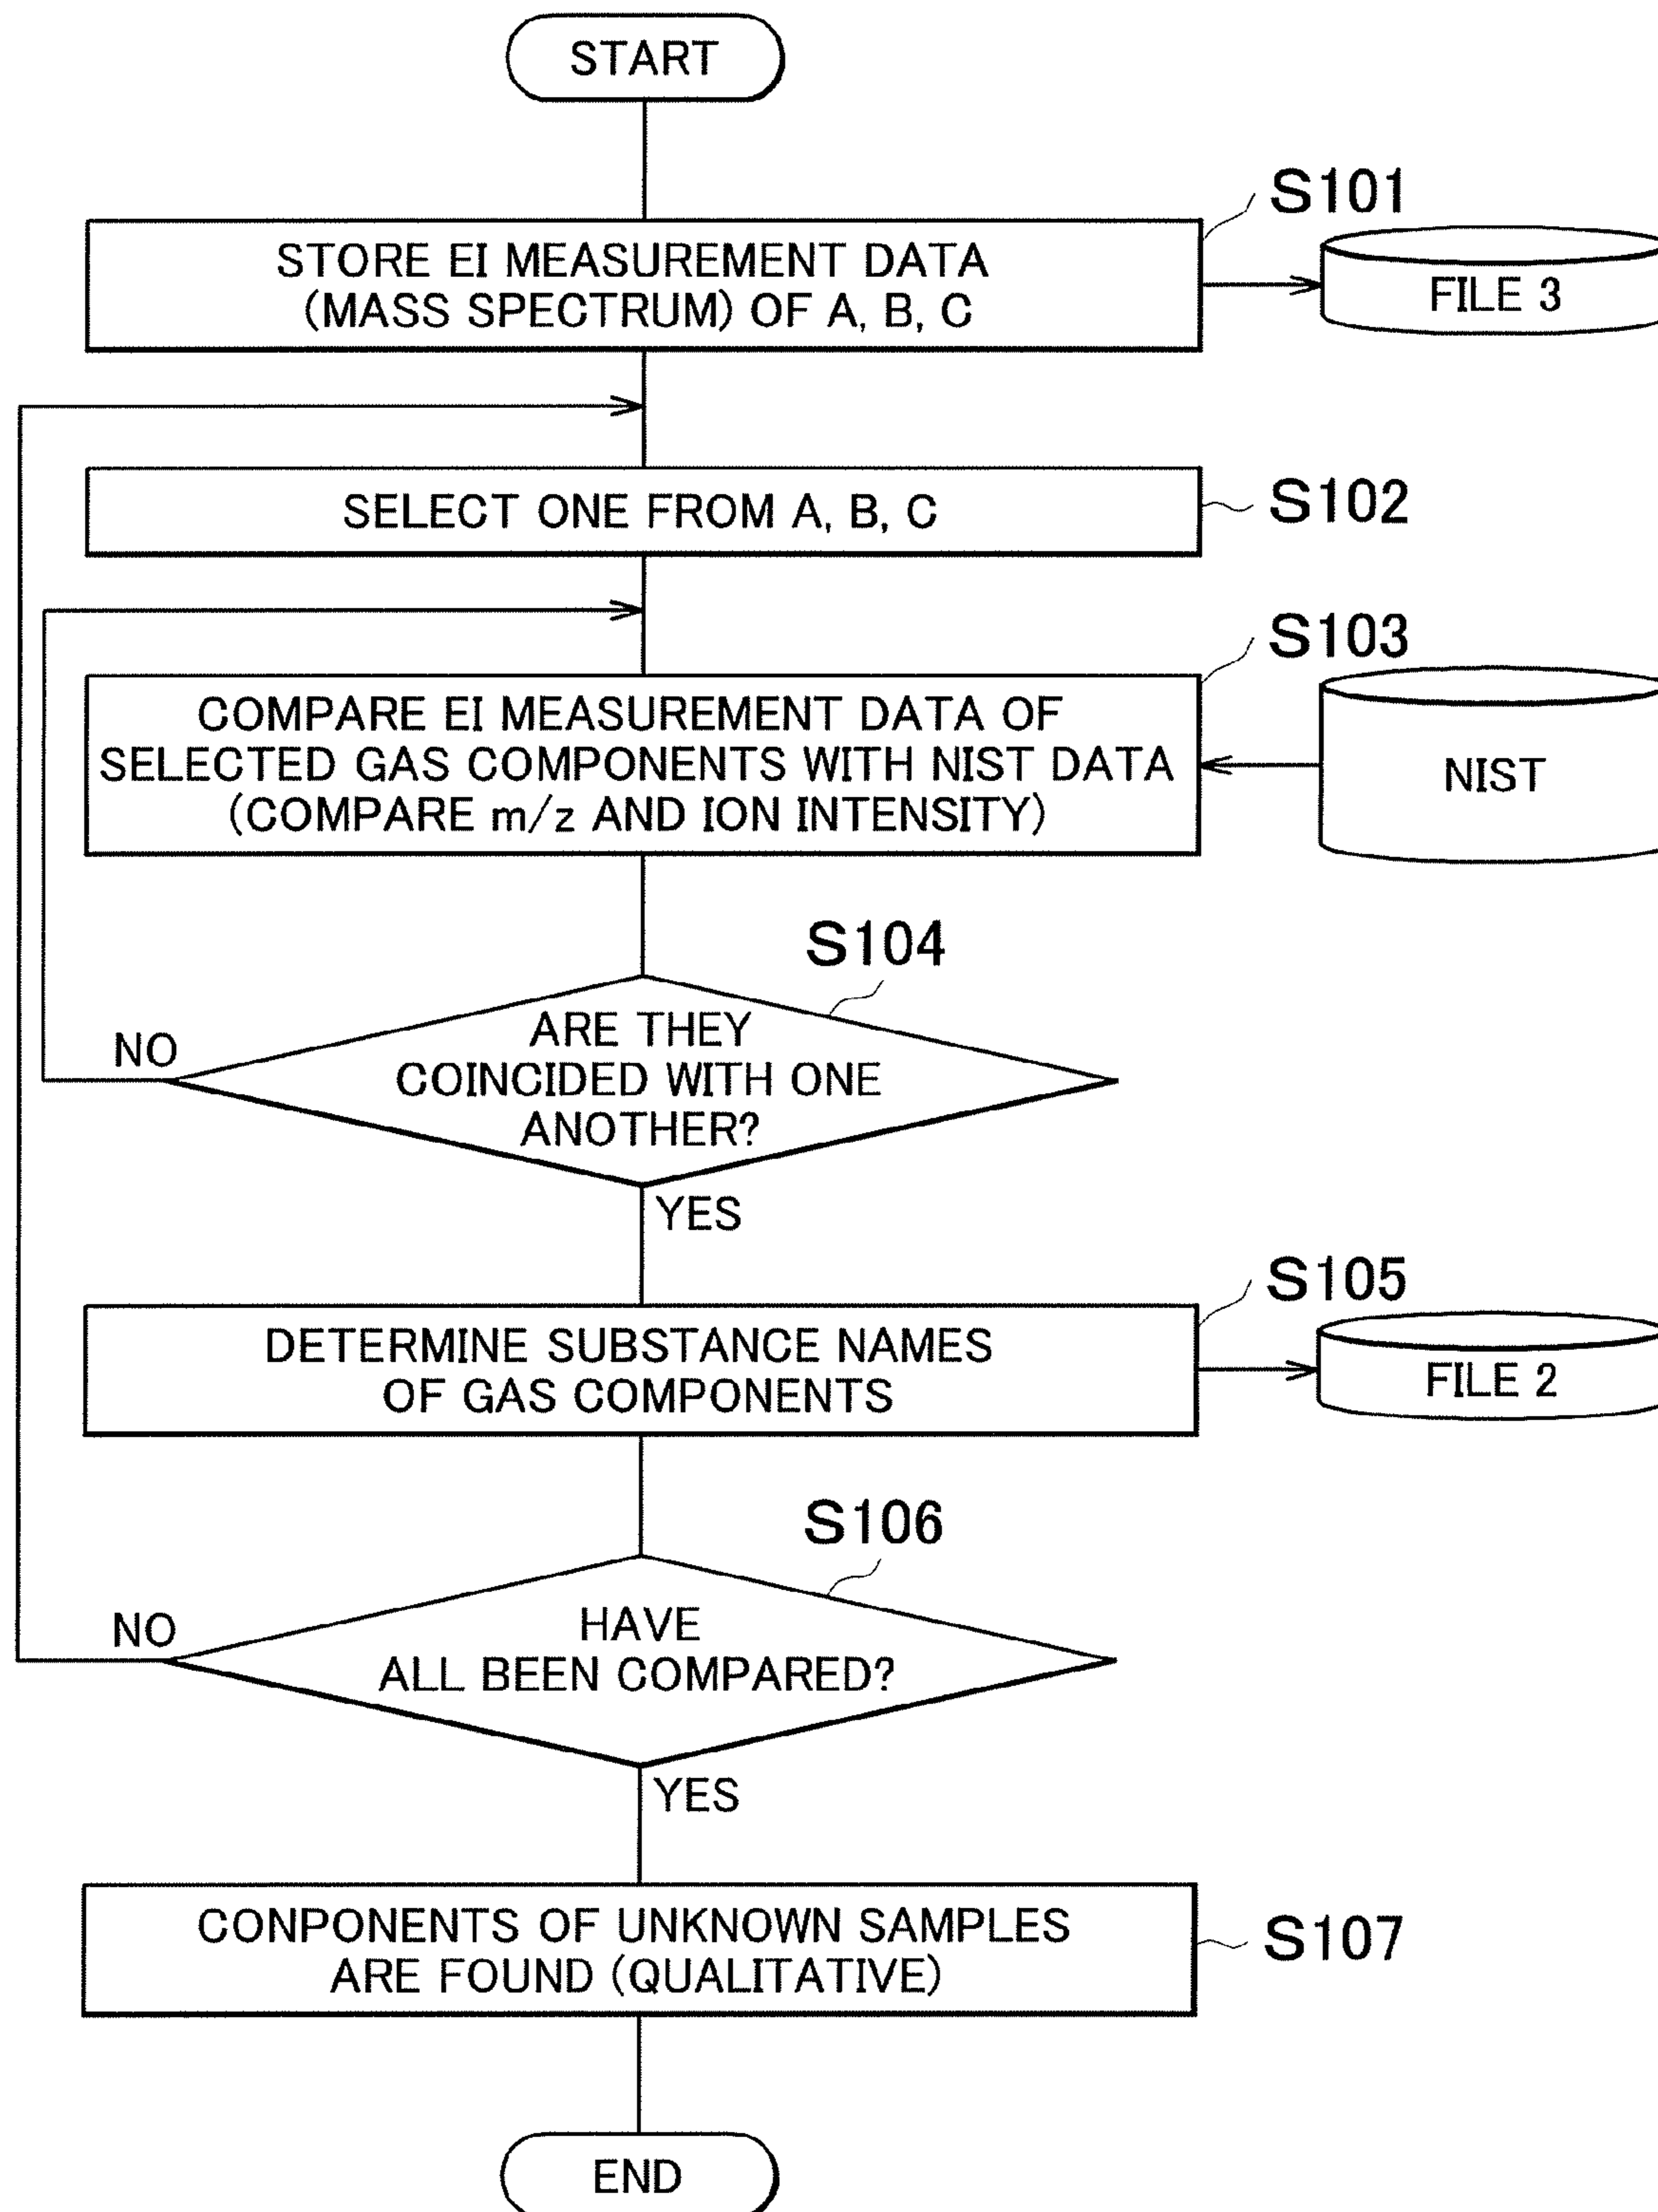 START
S101
STORE EI MEASUREMENT DATA
(MASS SPECTRUM) OF A, B, C
FILE 3
SELECT ONE FROM A, B, C
S102
S103
COMPARE EI MEASUREMENT DATA OF
SELECTED GAS COMPONENTS WITH NIST DATA
(COMPARE m/z AND ION INTENSITY)
NIST
S104
ARE THEY
COINCIDED WITH ONE
ANOTHER?
NO
YES
S105
DETERMINE SUBSTANCE NAMES
OF GAS COMPONENTS
FILE 2
S106
HAVE
ALL BEEN COMPARED?
NO
YES
CONPONENTS OF UNKNOWN SAMPLES
ARE FOUND (QUALITATIVE)
S107
END